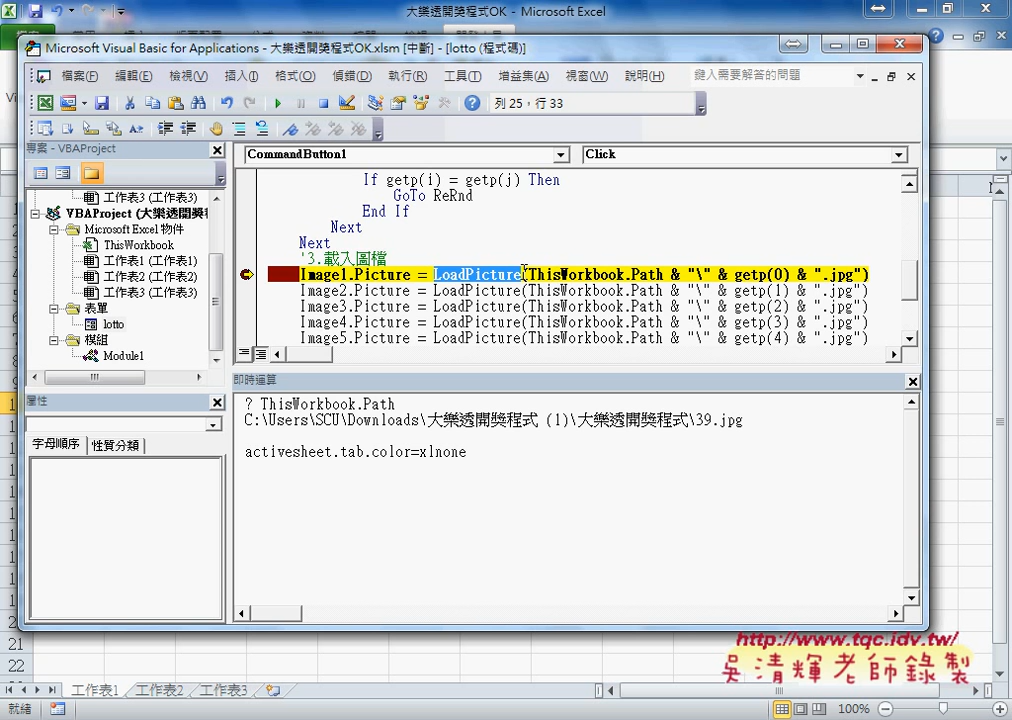 大樂透開獎程式OK - Microsoft Excel
Microsoft Visual Basic for Applications - 大樂透開獎程式OK.xlsm [中斷] - [lotto (程式碼)]
檔案(F) 編輯(E) 檢視(V) 插入(I) 格式(O) 偵錯(D) 執行(R) 工具(T) 增益集(A) 視窗(W) 說明(H) 鍵入需要解答的問題
列 25，行 33
專案 - VBAProject
CommandButton1
Click
工作表3 (工作表3)
VBAProject (大樂透開獎
Microsoft Excel 物件
ThisWorkbook
工作表1 (工作表1)
工作表2 (工作表2)
工作表3 (工作表3)
表單
lotto
模組
Module1
If getp(i) = getp(j) Then
GoTo ReRnd
End If
Next
Next
'3.載入圖檔
Image1.Picture = LoadPicture(ThisWorkbook.Path & "\" & getp(0) & ".jpg")
Image2.Picture = LoadPicture(ThisWorkbook.Path & "\" & getp(1) & ".jpg")
Image3.Picture = LoadPicture(ThisWorkbook.Path & "\" & getp(2) & ".jpg")
Image4.Picture = LoadPicture(ThisWorkbook.Path & "\" & getp(3) & ".jpg")
Image5.Picture = LoadPicture(ThisWorkbook.Path & "\" & getp(4) & ".jpg")
即時運算
? ThisWorkbook.Path
C:\Users\SCU\Downloads\大樂透開獎程式 (1)\大樂透開獎程式\39.jpg
activesheet.tab.color=xlnone
屬性
字母順序 性質分類
21
22
http://www.tqc.idv.tw/
吳清輝老師錄製
工作表1 工作表2 工作表3
就緒
100%